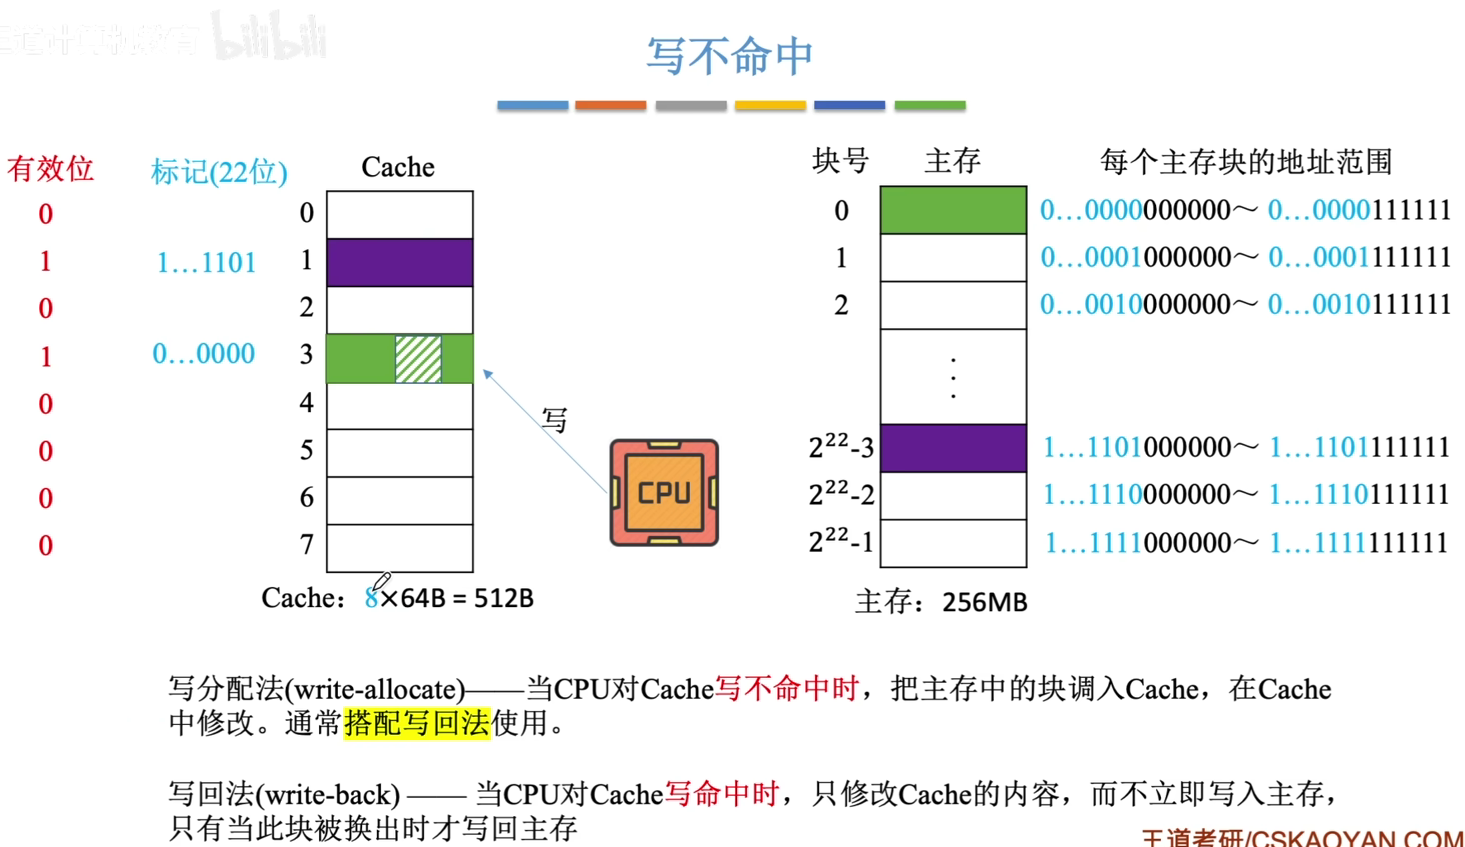 bilibili
写不命中
有效位 标记(22位) Cache 块号 主存 每个主存块的地址范围
0 0 0 0…0000000000～ 0…0000111111
1 1…1101 1 1 0…0001000000～ 0…0001111111
0 2 2 0…0010000000～ 0…0010111111
1 0…0000 3
0 4 写
0 5 2²²-3 1…1101000000～ 1…1101111111
0 6 CPU 2²²-2 1…1110000000～ 1…1110111111
0 7 2²²-1 1…1111000000～ 1…1111111111
Cache：8×64B = 512B 主存：256MB
写分配法(write-allocate)——当CPU对Cache写不命中时，把主存中的块调入Cache，在Cache
中修改。通常搭配写回法使用。
写回法(write-back) —— 当CPU对Cache写命中时，只修改Cache的内容，而不立即写入主存，
只有当此块被换出时才写回主存
王道考研/CSKAOYAN.COM